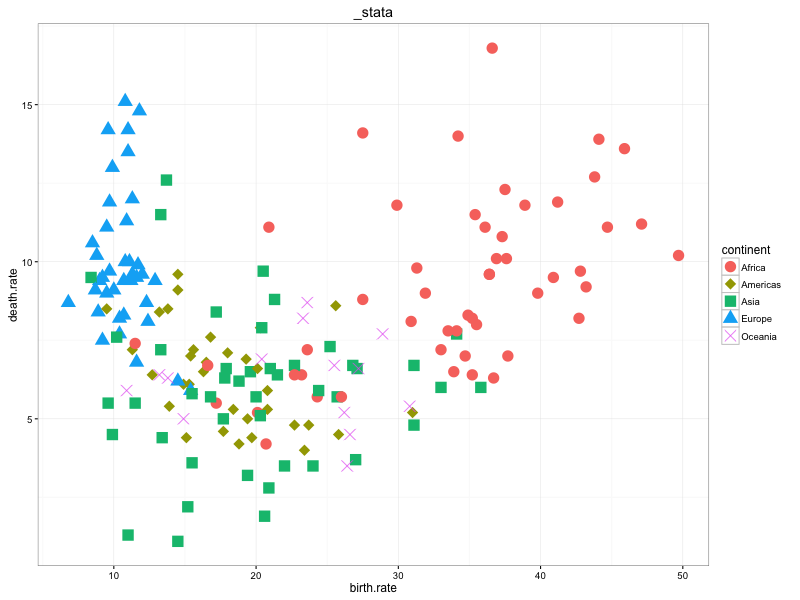 _stata
15
10
5
death.rate
10 20 30 40 50
birth.rate
continent
Africa
Americas
Asia
Europe
Oceania